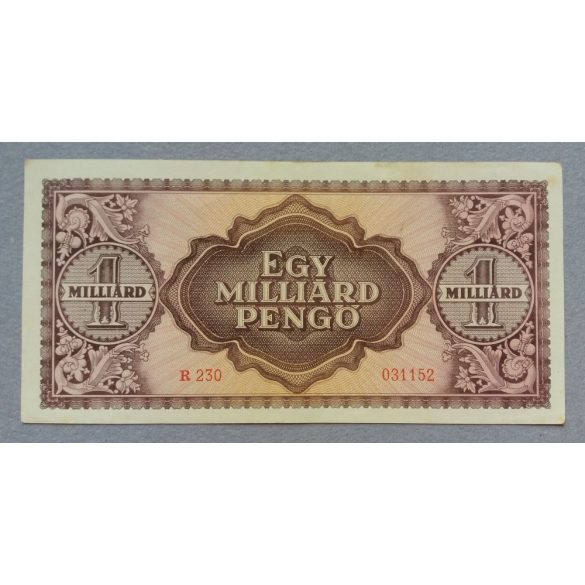 EGY
MILLIÁRD
PENGŐ
1
MILLIÁRD
1
MILLIÁRD
R 230
031152